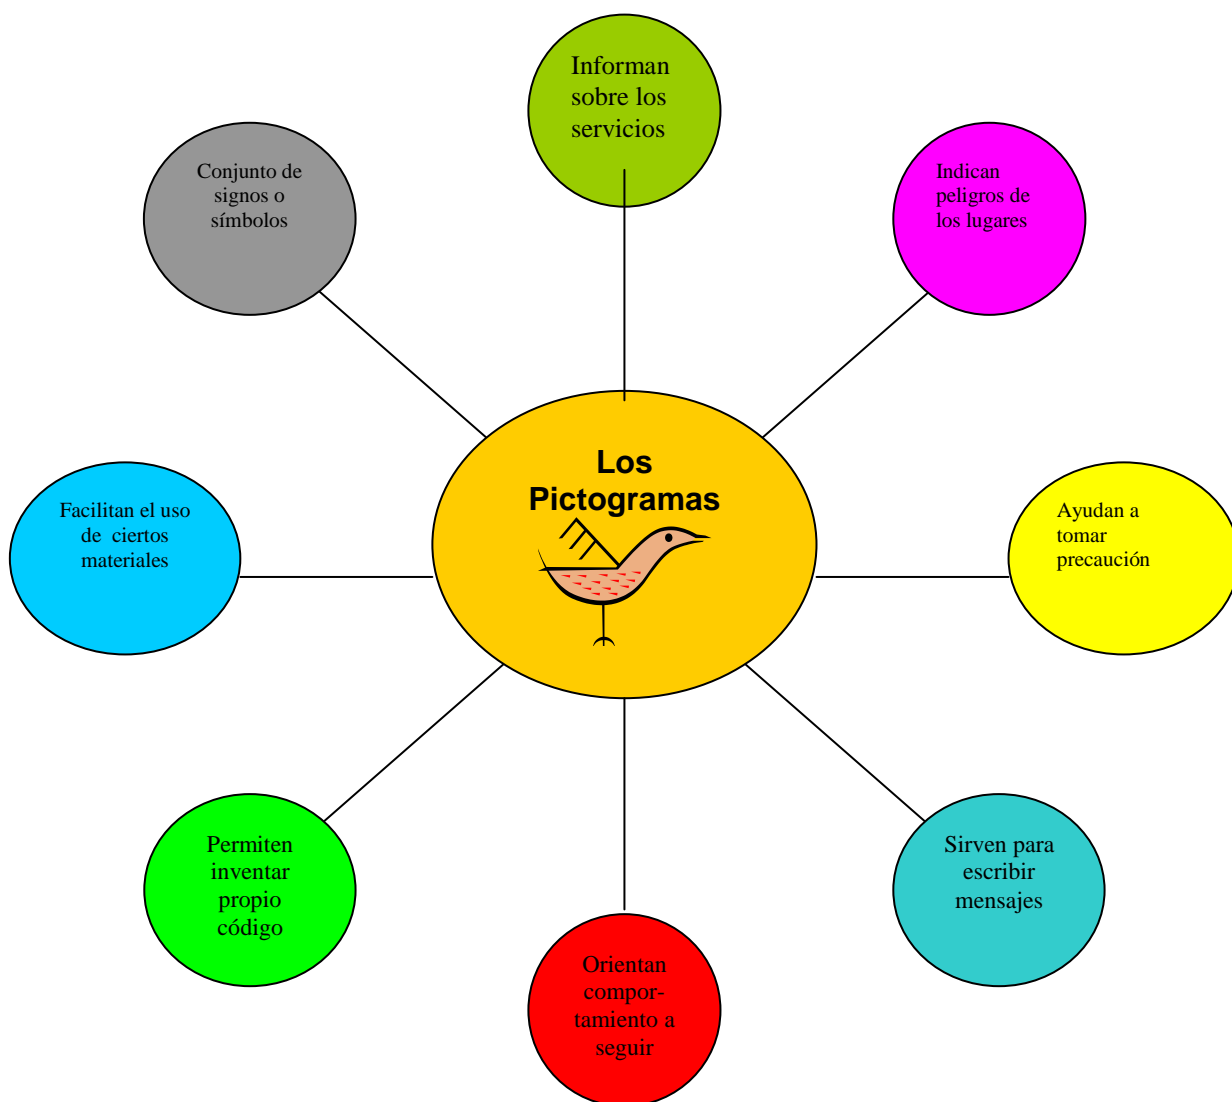 Informan
sobre los
servicios
Conjunto de
signos o
símbolos
Indican
peligros de
los lugares
Los
Pictogramas
Facilitan el uso
de ciertos
materiales
Ayudan a
tomar
precaución
Permiten
inventar
propio
código
Sirven para
escribir
mensajes
Orientan
compor-
tamiento a
seguir